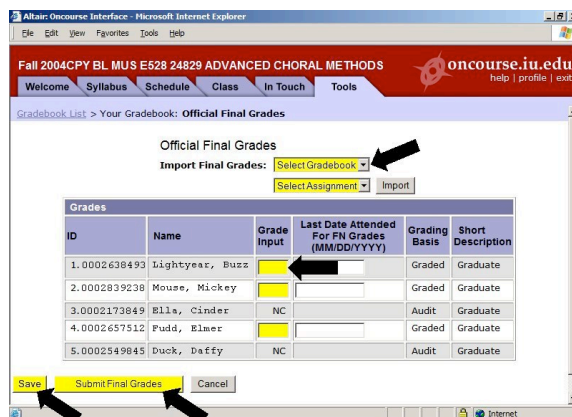 Altair: Oncourse Interface - Microsoft Internet Explorer
File Edit View Favorites Tools Help
Fall 2004CPY BL MUS E528 24829 ADVANCED CHORAL METHODS
oncourse.iu.edu
help | profile | exit
Welcome Syllabus Schedule Class In Touch Tools
Gradebook List > Your Gradebook: Official Final Grades
Official Final Grades
Import Final Grades: Select Gradebook
Select Assignment Import
Grades
ID Name Grade Input Last Date Attended For FN Grades (MM/DD/YYYY) Grading Basis Short Description
1.0002638493 Lightyear, Buzz Graded Graduate
2.0002839238 Mouse, Mickey Graded Graduate
3.0002173849 Ella, Cinder NC Audit Graduate
4.0002657512 Fudd, Elmer Graded Graduate
5.0002549845 Duck, Daffy NC Audit Graduate
Save Submit Final Grades Cancel
Internet